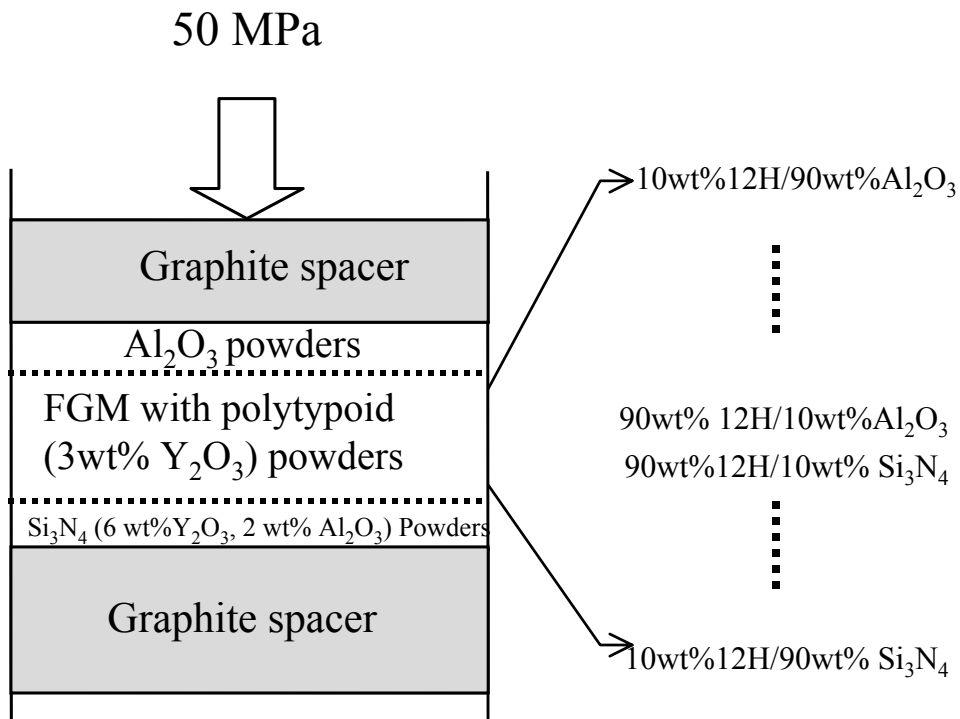 50 MPa
Graphite spacer
Al₂O₃ powders
FGM with polytypoid
(3wt% Y₂O₃) powders
Si₃N₄ (6 wt%Y₂O₃, 2 wt% Al₂O₃) Powders
Graphite spacer
10wt%12H/90wt%Al₂O₃
90wt% 12H/10wt%Al₂O₃
90wt%12H/10wt% Si₃N₄
10wt%12H/90wt% Si₃N₄